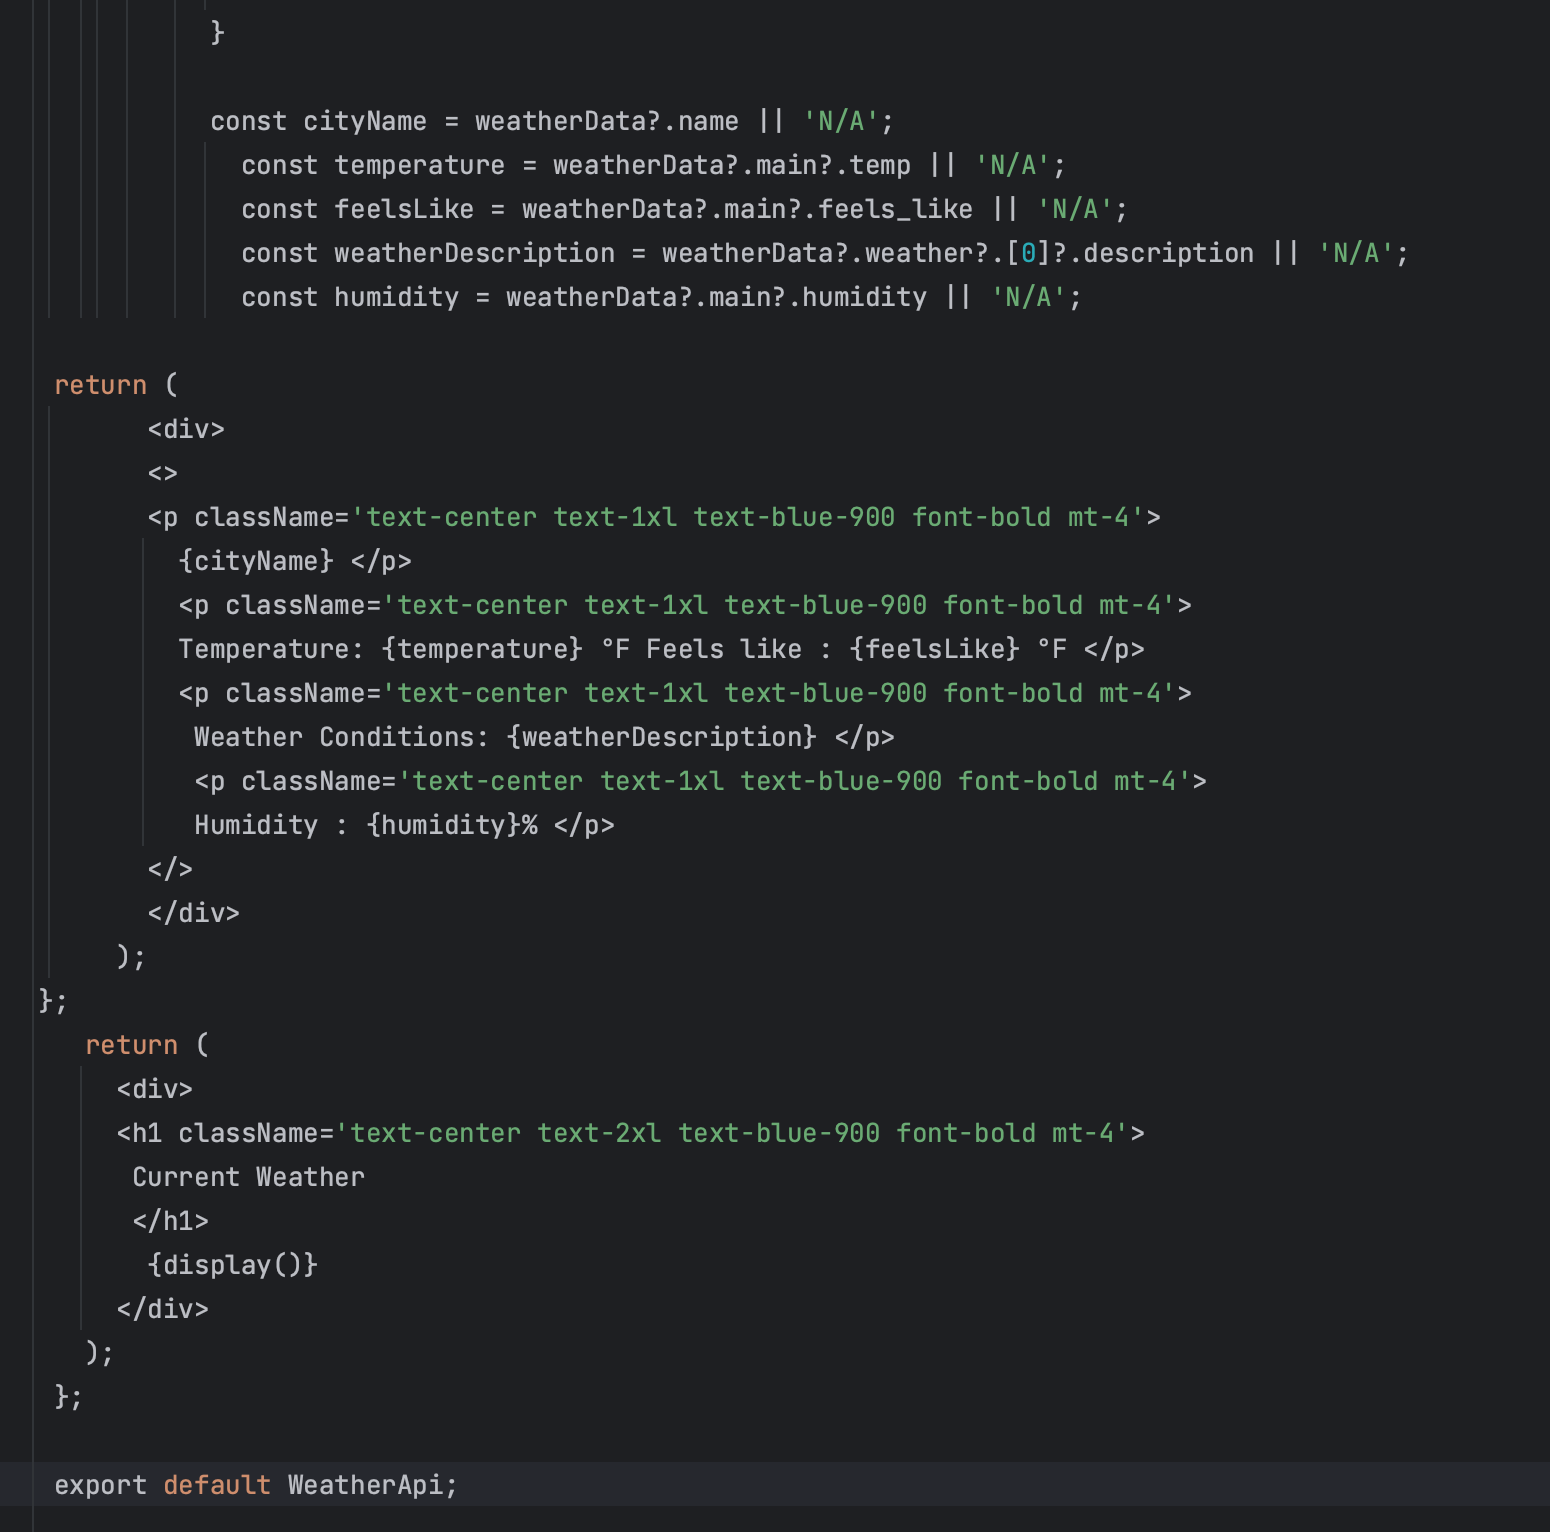 }
const cityName = weatherData?.name || 'N/A';
const temperature = weatherData?.main?.temp || 'N/A';
const feelsLike = weatherData?.main?.feels_like || 'N/A';
const weatherDescription = weatherData?.weather?.[0]?.description || 'N/A';
const humidity = weatherData?.main?.humidity || 'N/A';
return (
<div>
<>
<p className='text-center text-1xl text-blue-900 font-bold mt-4'>
{cityName} </p>
<p className='text-center text-1xl text-blue-900 font-bold mt-4'>
Temperature: {temperature} °F Feels like : {feelsLike} °F </p>
<p className='text-center text-1xl text-blue-900 font-bold mt-4'>
Weather Conditions: {weatherDescription} </p>
<p className='text-center text-1xl text-blue-900 font-bold mt-4'>
Humidity : {humidity}% </p>
</>
</div>
);
};
return (
<div>
<h1 className='text-center text-2xl text-blue-900 font-bold mt-4'>
Current Weather
</h1>
{display()}
</div>
);
};
export default WeatherApi;